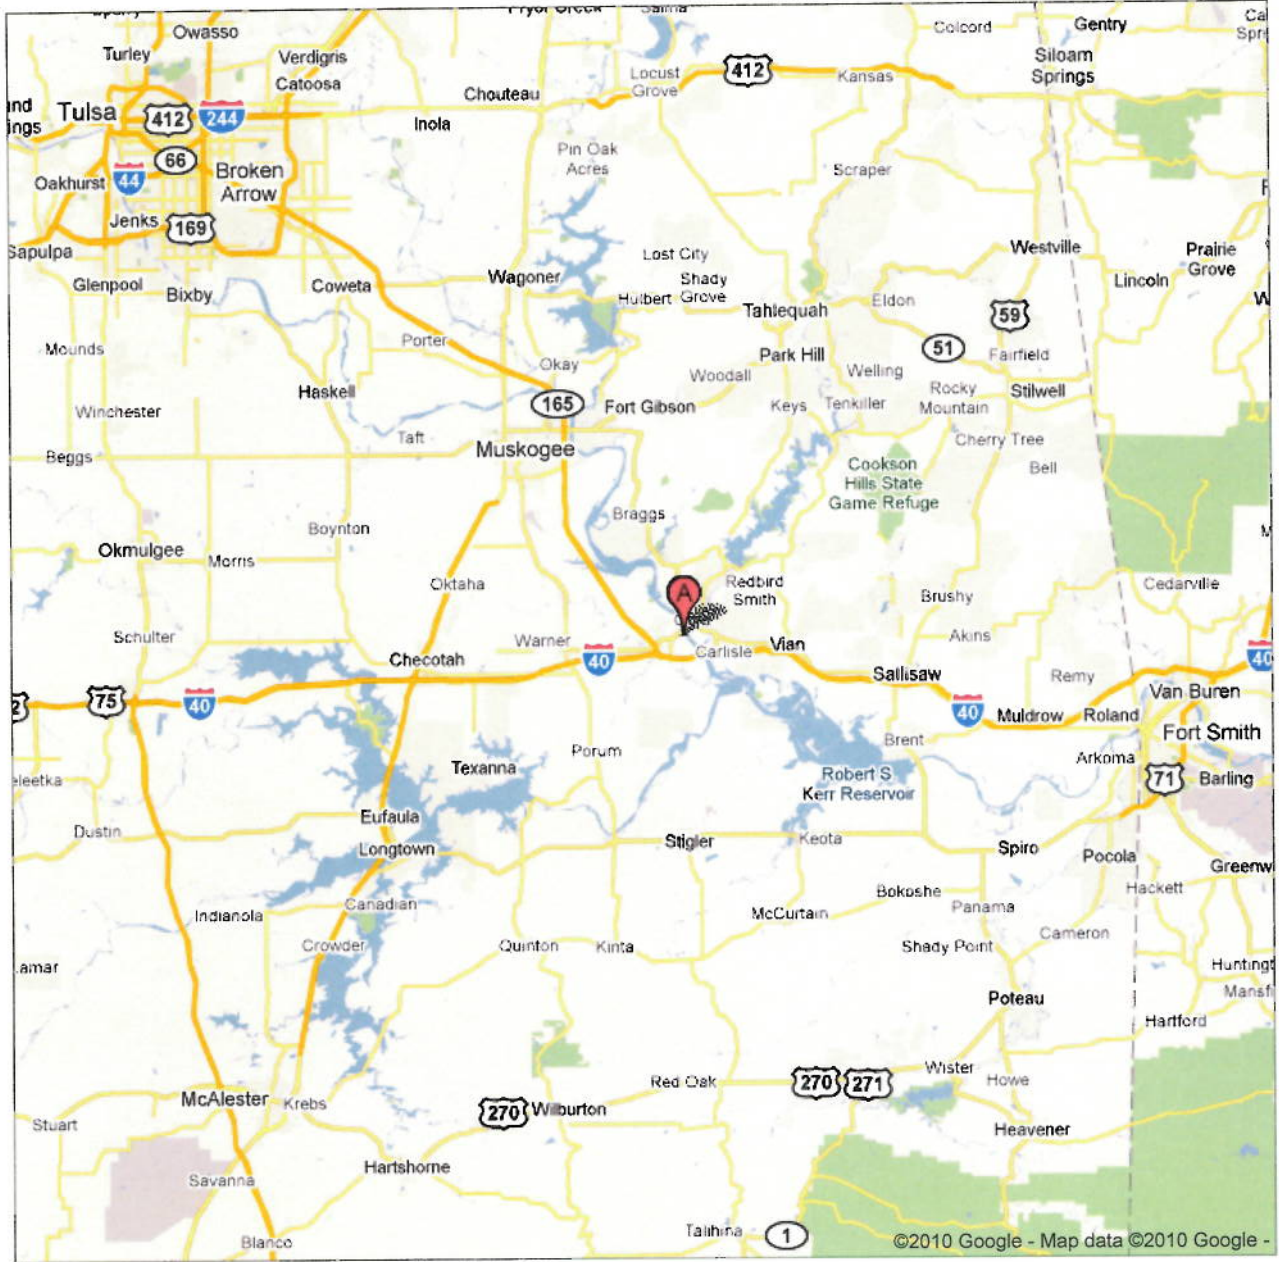 Owasso
Colcord
Gentry
Turley
Verdigris
Siloam
Springs
Catoosa
Locust
Grove
412
Kansas
Chouteau
Tulsa
412
244
Inola
ings
66
Pin Oak
Acres
Oakhurst
44
Broken
Arrow
Scraper
Jenks
169
Sapulpa
Lost City
Westville
Prairie
Grove
Glenpool
Bixby
Coweta
Wagoner
Shady
Grove
Hulbert
Lincoln
Tahlequah
Eldon
59
Mounds
Porter
Okay
Park Hill
51
Fairfield
Woodall
Welling
Haskell
Rocky
Mountain
Stilwell
Winchester
165
Fort Gibson
Keys
Tenkiller
Taft
Muskogee
Cherry Tree
Beggs
Cookson
Hills State
Game Refuge
Bell
Boynton
Braggs
Okmulgee
Morris
Oktaha
A
Redbird
Smith
Cedarville
Brushy
Schulter
Warner
Akins
Checotah
40
Carlisle
Vian
40
Sallisaw
Remy
75
40
40
Muldrow
Roland
Van Buren
Fort Smith
Porum
Brent
Texanna
Robert S
Kerr Reservoir
Arkoma
71
Barling
eleetka
Eufaula
Dustin
Longtown
Stigler
Keota
Spiro
Pocola
Greenw
Bokoshe
Hackett
Indianola
Canadian
McCurtain
Panama
Crowder
Quinton
Kinta
Shady Point
Cameron
amar
Huntingt
Mansfi
Poteau
Hartford
Wister
Red Oak
270
271
Howe
McAlester
Krebs
270
Wilburton
Stuart
Heavener
Hartshorne
Savanna
Talihina
1
Blanco
©2010 Google - Map data ©2010 Google -